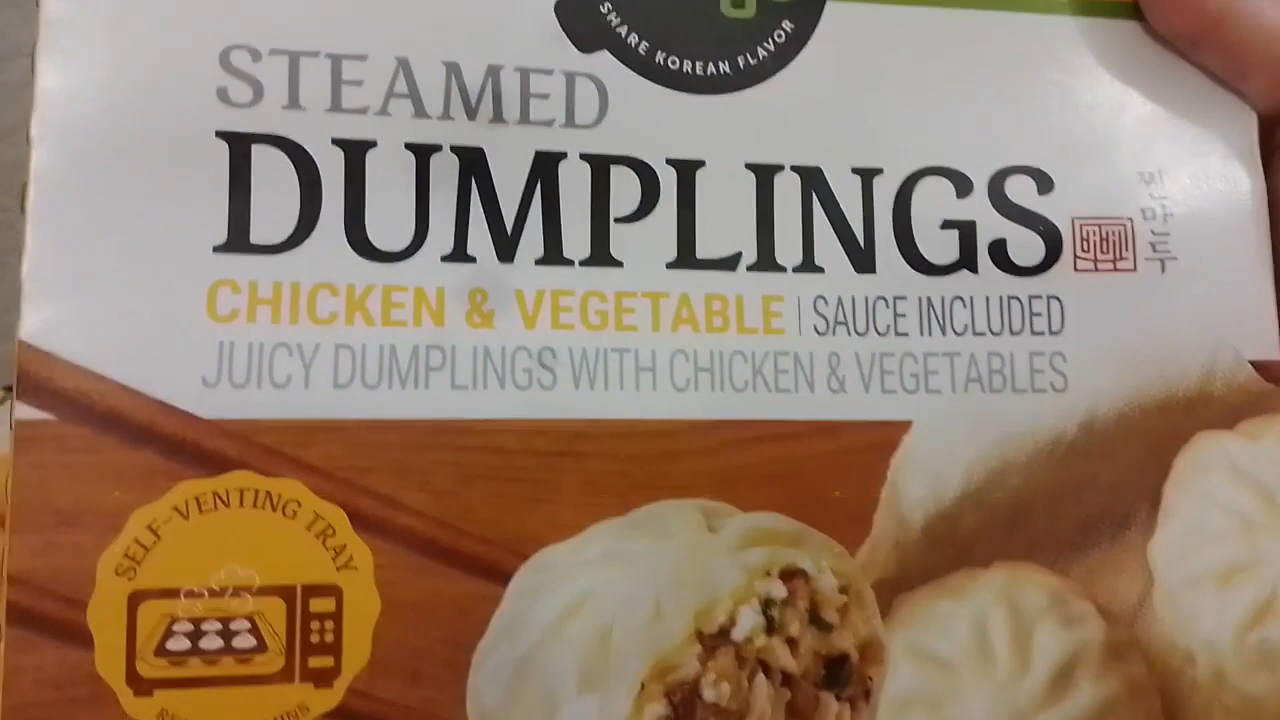 SHARE KOREAN FLAVOR
STEAMED
DUMPLINGS
찐만두
CHICKEN & VEGETABLE | SAUCE INCLUDED
JUICY DUMPLINGS WITH CHICKEN & VEGETABLES
SELF-VENTING TRAY